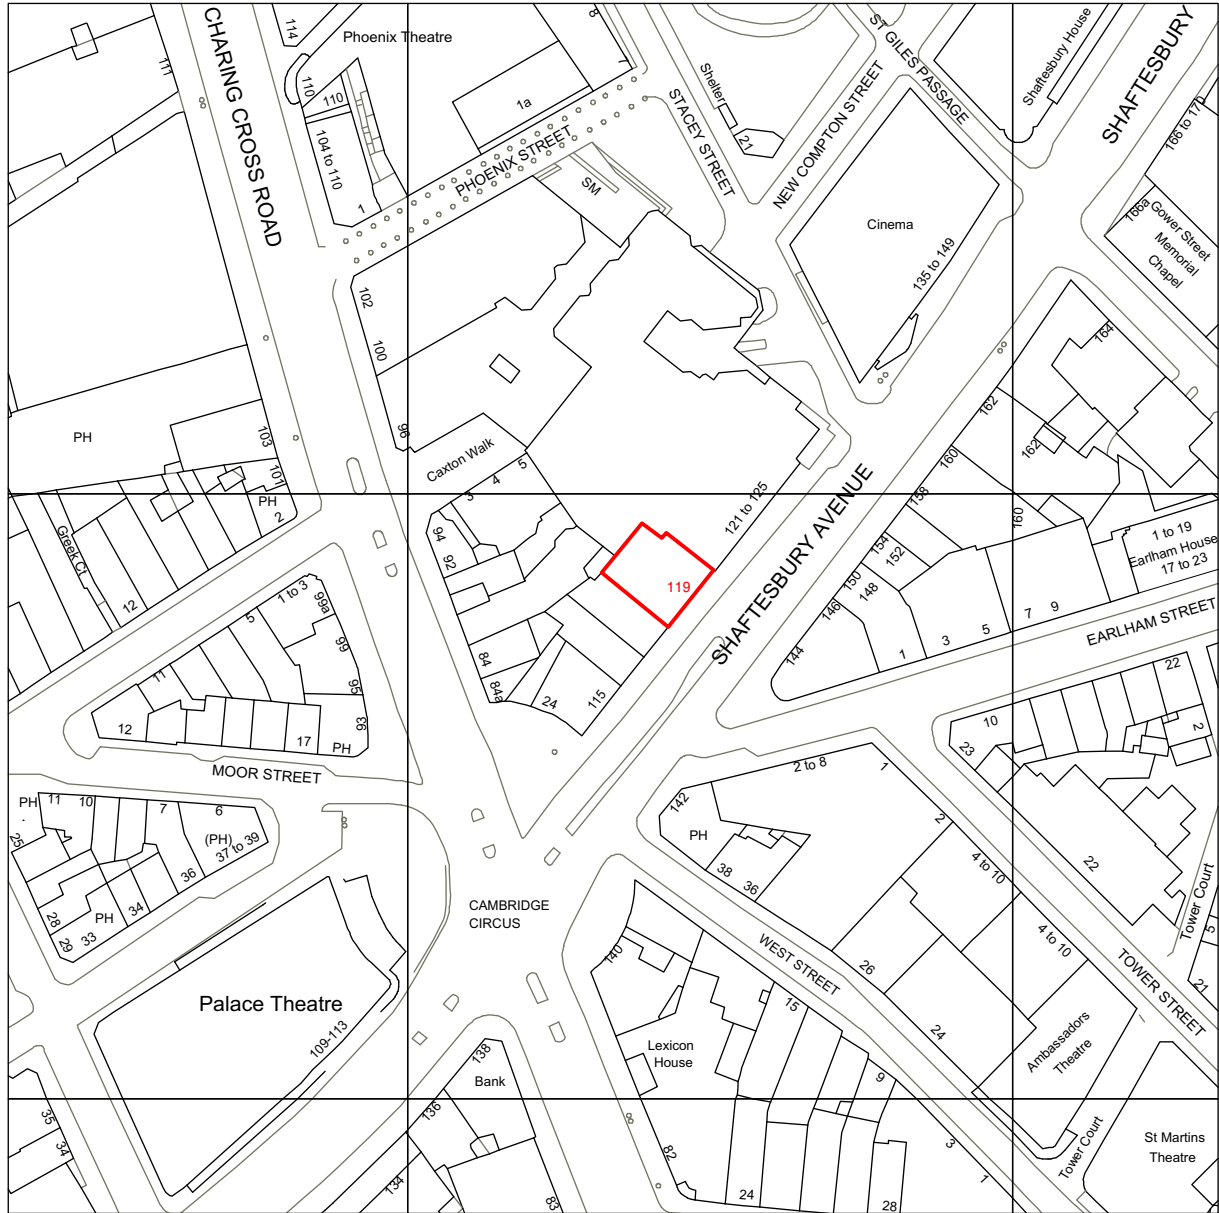 CHARING CROSS ROAD
111
114
Phoenix Theatre
110
110
104 to 110
1
8
7
1a
PHOENIX STREET
SM
Shelter
21
STACEY STREET
NEW COMPTON STREET
ST GILES PASSAGE
Shaftesbury House
SHAFTESBURY
166 to 170
166a
Gower Street
Memorial
Chapel
Cinema
135 to 149
102
100
96
164
162
162
160
160
158
154
152
150
148
146
144
PH
103
101
PH
2
Caxton Walk
3
4
5
94
92
84
84a
24
115
119
121 to 125
SHAFTESBURY AVENUE
1 to 19
Earlham House
17 to 23
1
3
5
7
9
EARLHAM STREET
Greek Ct
12
1 to 3
99a
99
95
93
5
11
12
17
PH
MOOR STREET
22
2
10
23
2 to 8
1
2
142
PH
38
36
4 to 10
4 to 10
22
Tower Court
5
21
TOWER STREET
PH
11
10
7
6
(PH)
37 to 39
25
36
34
PH
28
29
33
CAMBRIDGE
CIRCUS
WEST STREET
26
24
Ambassadors
Theatre
Palace Theatre
109-113
140
15
Lexicon
House
9
3
1
138
Bank
136
134
35
34
83
82
24
28
Tower Court
St Martins
Theatre